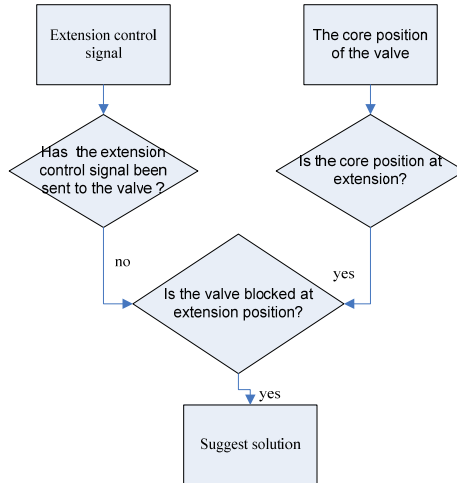 Extension control
signal
The core position
of the valve
Has the extension
control signal been
sent to the valve ?
Is the core position at
extension?
no
yes
Is the valve blocked at
extension position?
yes
Suggest solution